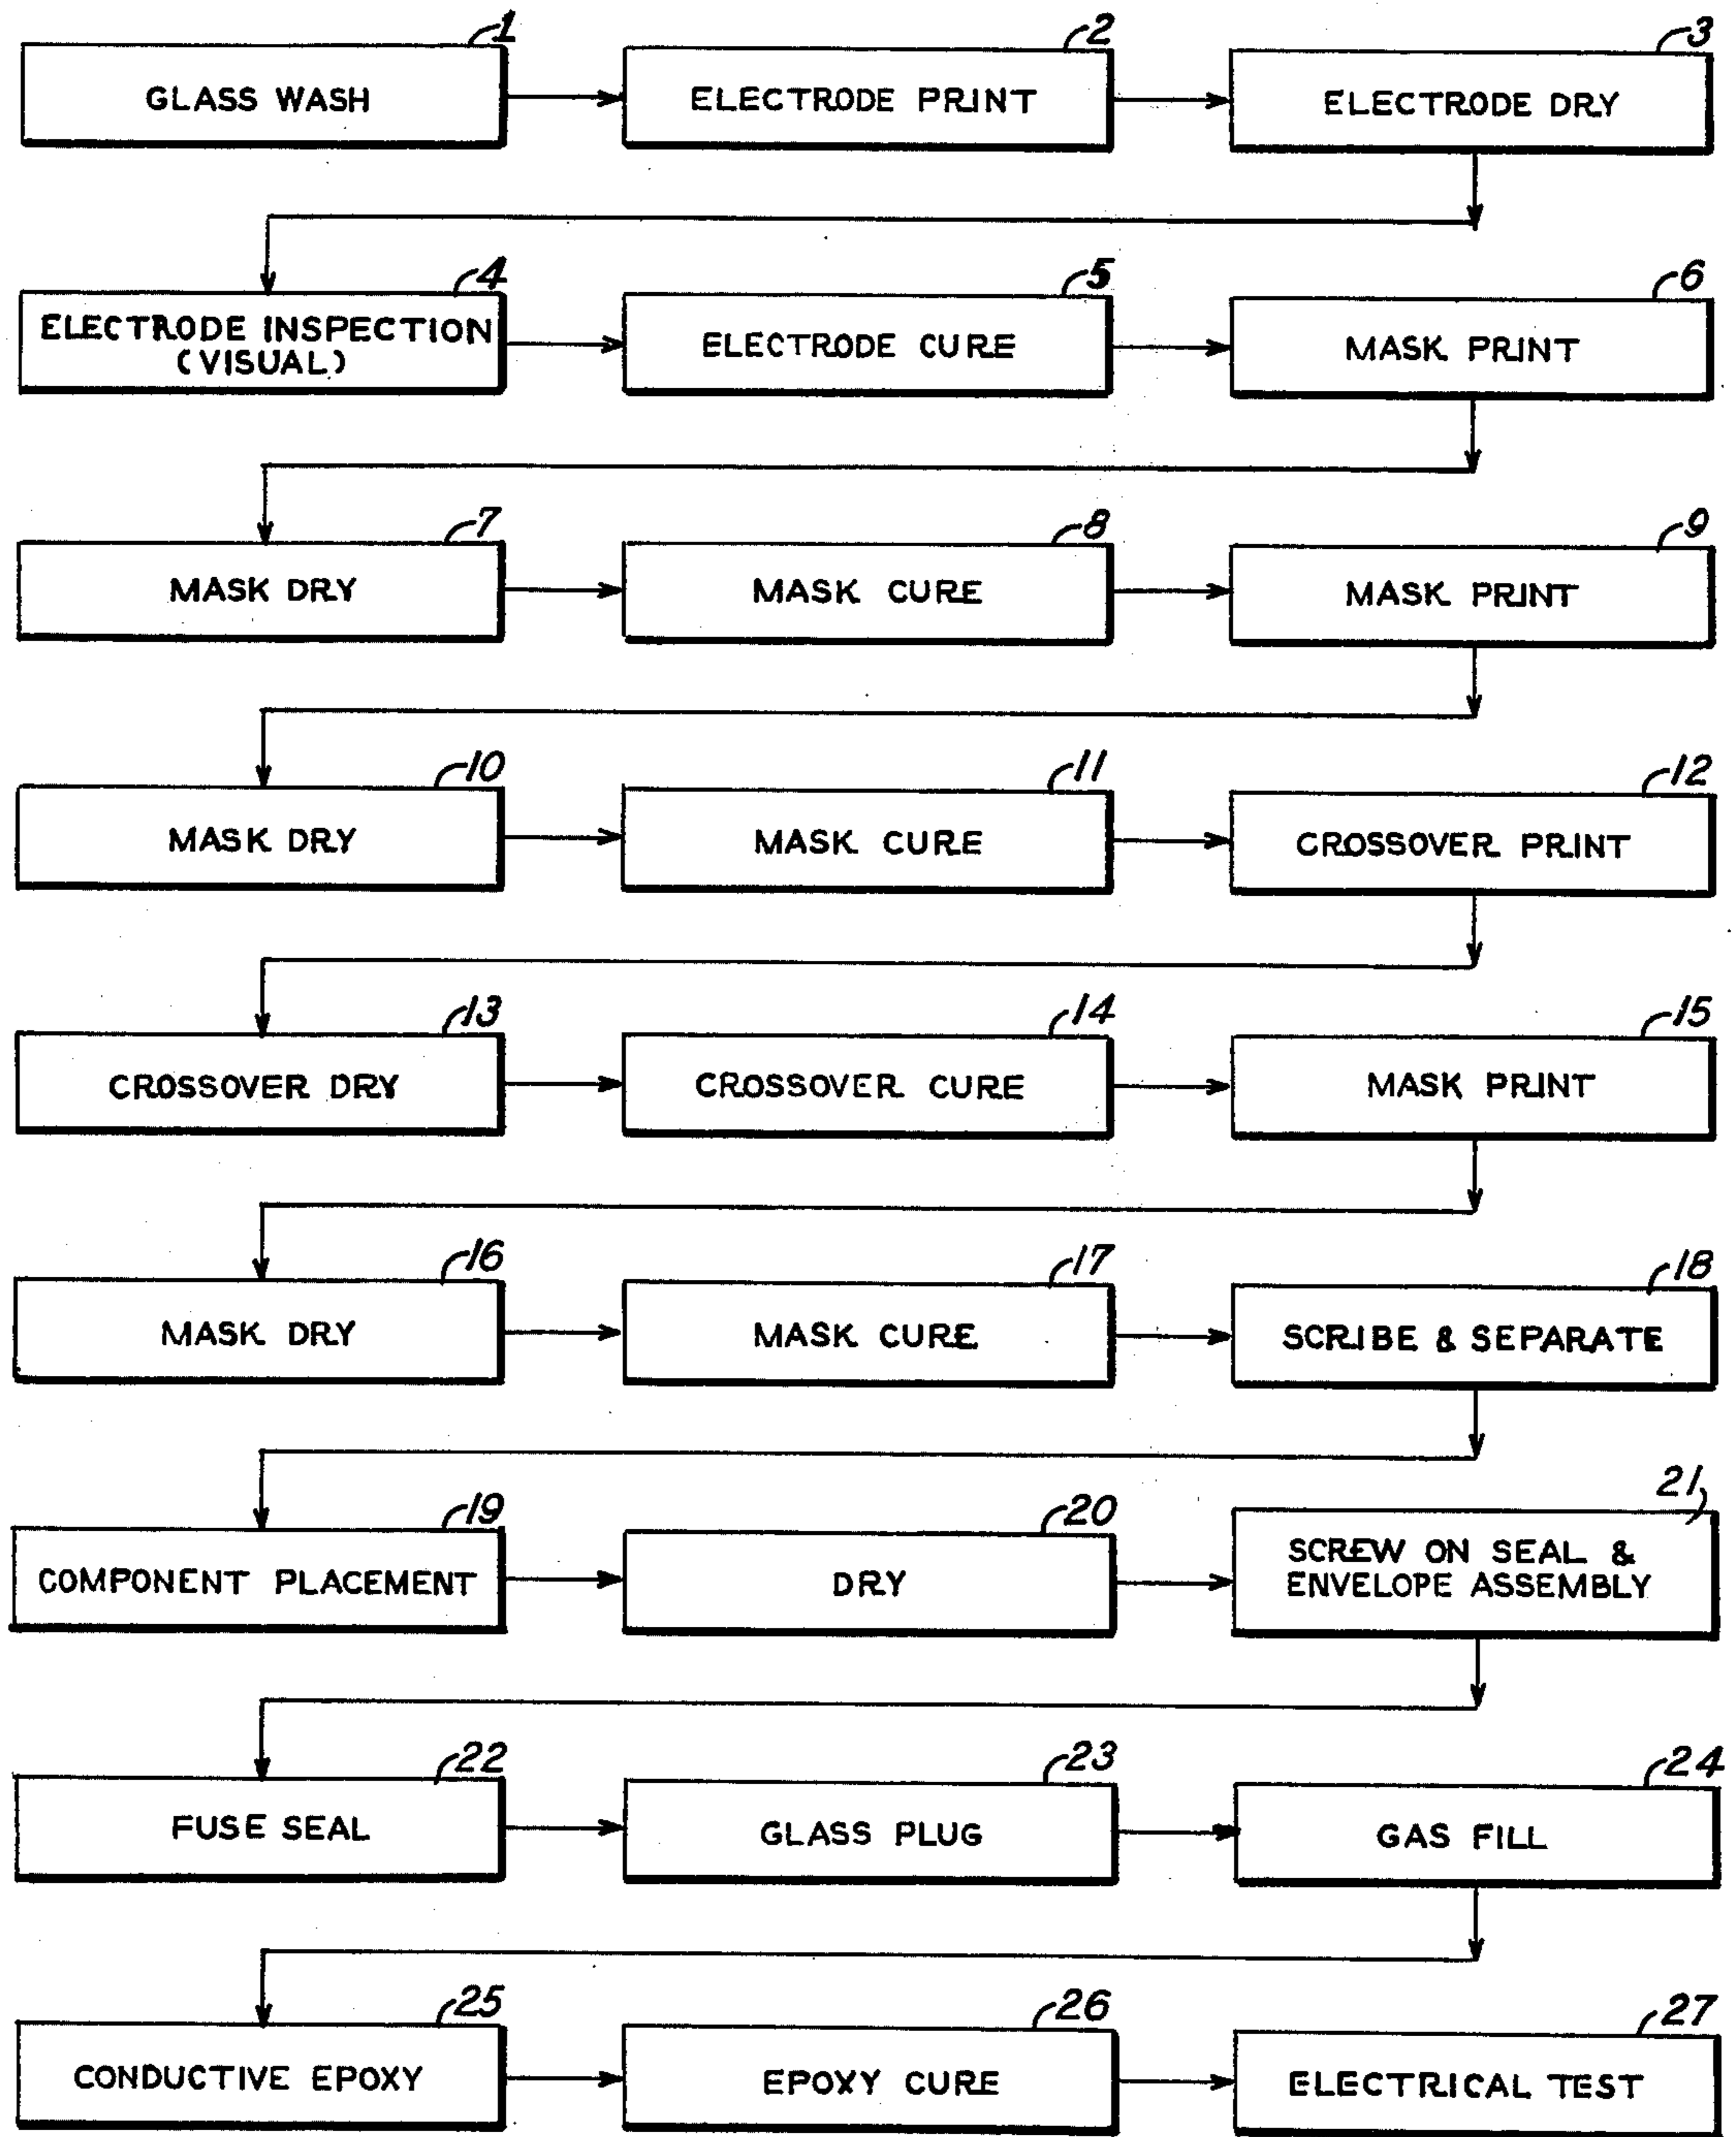 1
GLASS WASH
2
ELECTRODE PRINT
3
ELECTRODE DRY
4
ELECTRODE INSPECTION
(VISUAL)
5
ELECTRODE CURE
6
MASK PRINT
7
MASK DRY
8
MASK CURE
9
MASK PRINT
10
MASK DRY
11
MASK CURE
12
CROSSOVER PRINT
13
CROSSOVER DRY
14
CROSSOVER CURE
15
MASK PRINT
16
MASK DRY
17
MASK CURE
18
SCRIBE & SEPARATE
19
COMPONENT PLACEMENT
20
DRY
21
SCREW ON SEAL &
ENVELOPE ASSEMBLY
22
FUSE SEAL
23
GLASS PLUG
24
GAS FILL
25
CONDUCTIVE EPOXY
26
EPOXY CURE
27
ELECTRICAL TEST